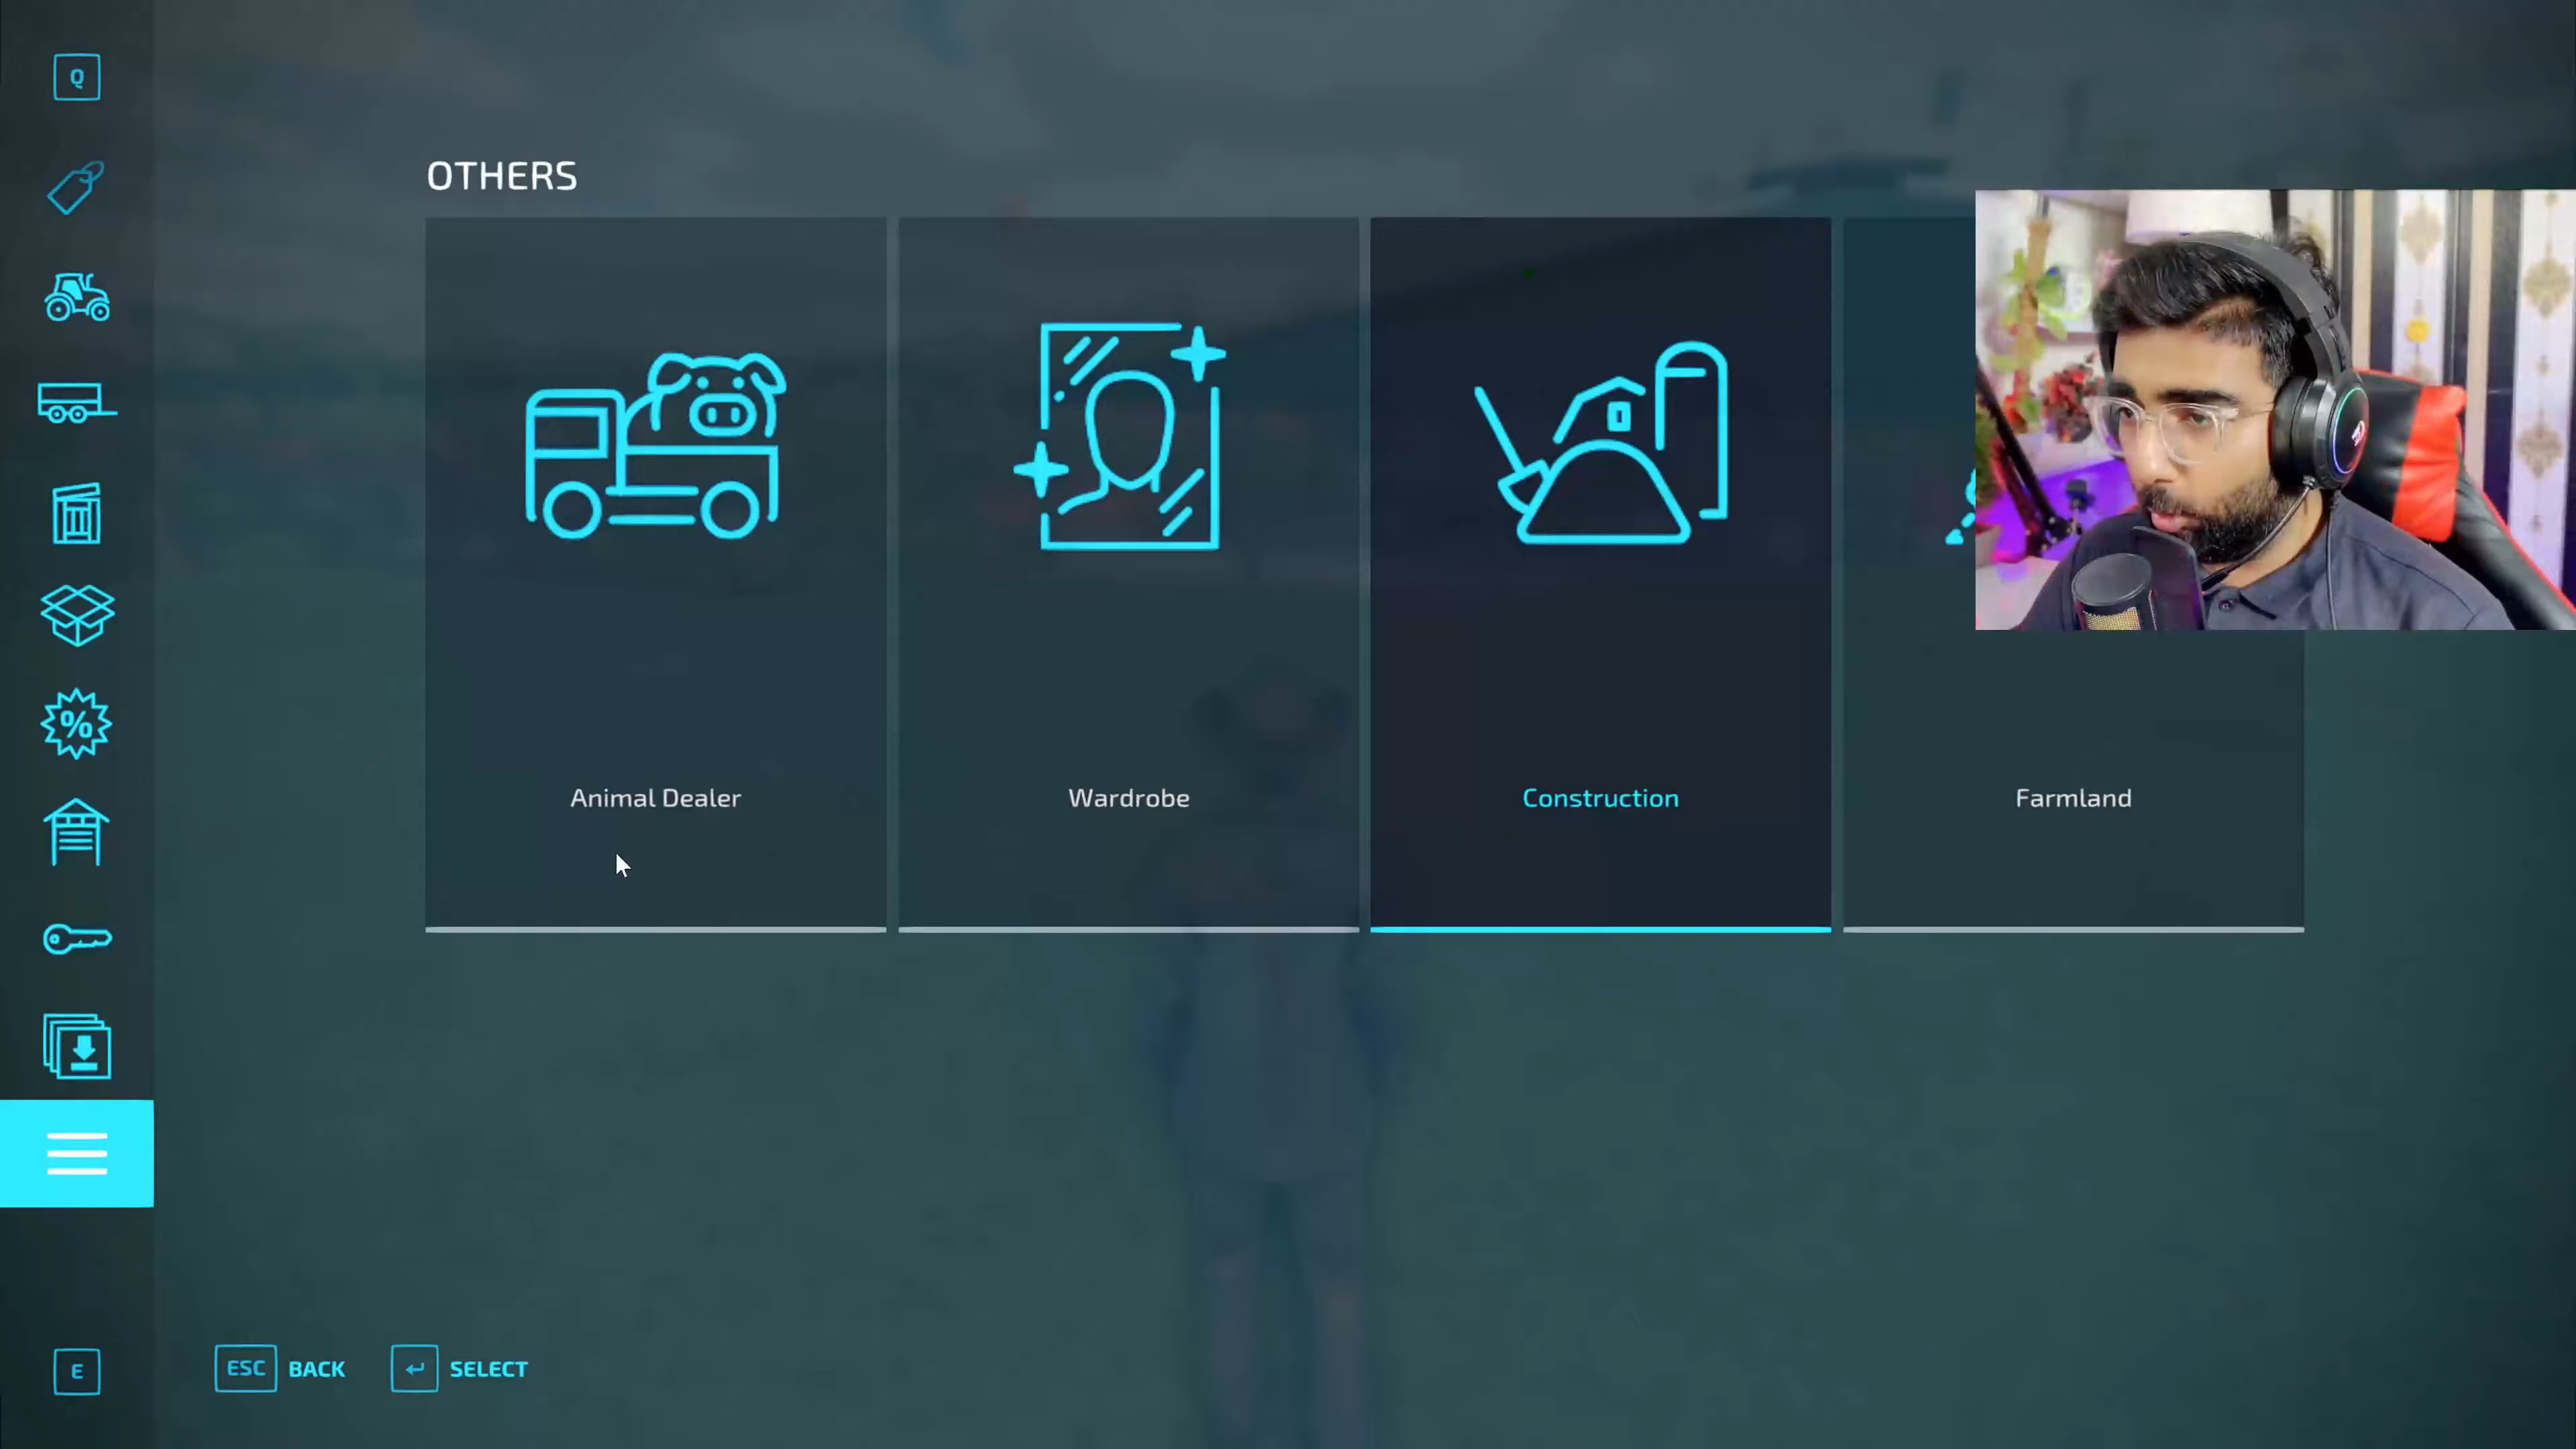 Q
OTHERS
%
Animal Dealer
Wardrobe
Construction
Farmland
E
ESC BACK
SELECT